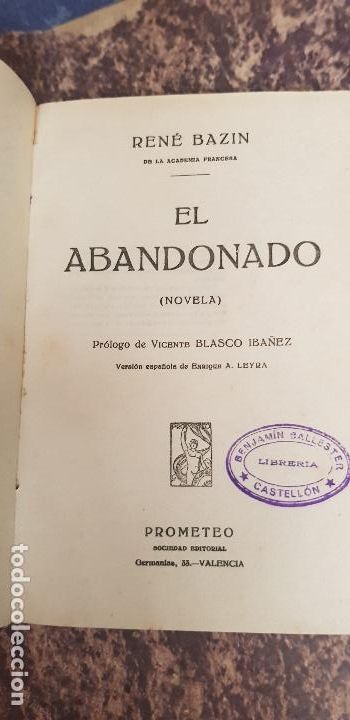 RENÉ BAZIN
DE LA ACADEMIA FRANCESA
EL
ABANDONADO
(NOVELA)
Prólogo de VICENTE BLASCO IBAÑEZ
Versión española de ENRIQUE A. LEYRA
BENJAMÍN BALLESTER
LIBRERIA
CASTELLÓN
PROMETEO
SOCIEDAD EDITORIAL
Germanías, 33.—VALENCIA
todocoleccion